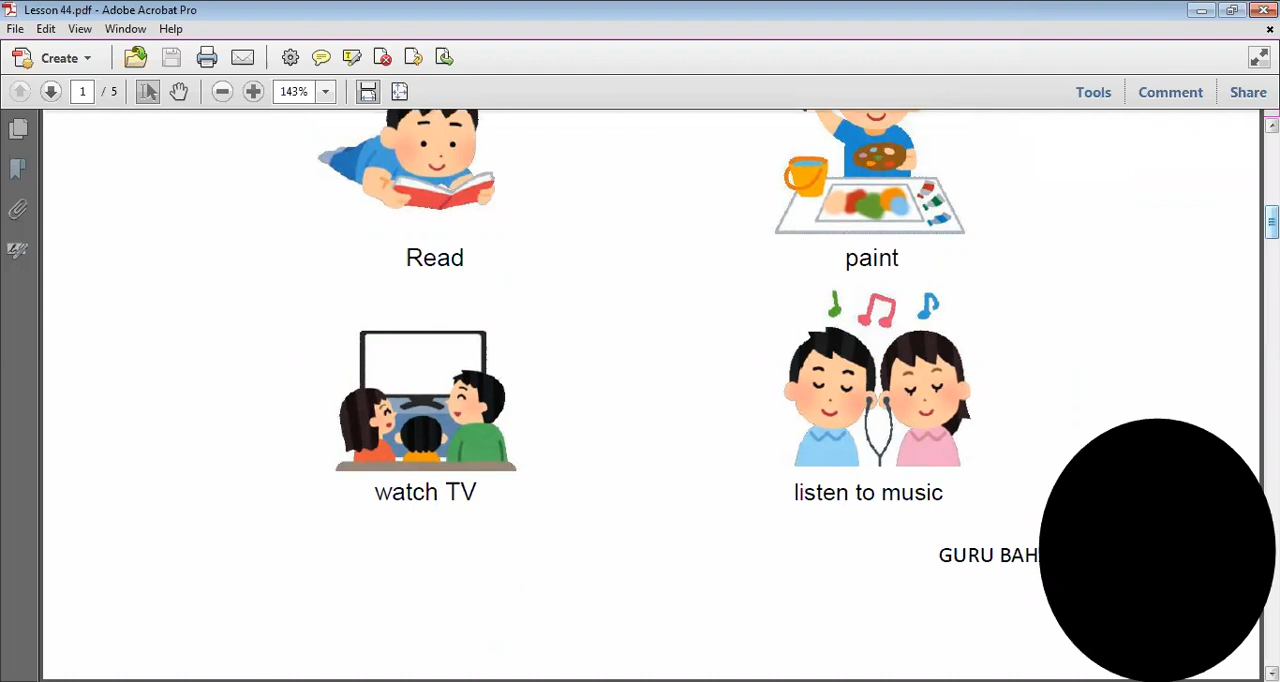 Lesson 44.pdf - Adobe Acrobat Pro
File Edit View Window Help
Create
1 / 5 143% Tools Comment Share
Read paint
watch TV listen to music
GURU BAH